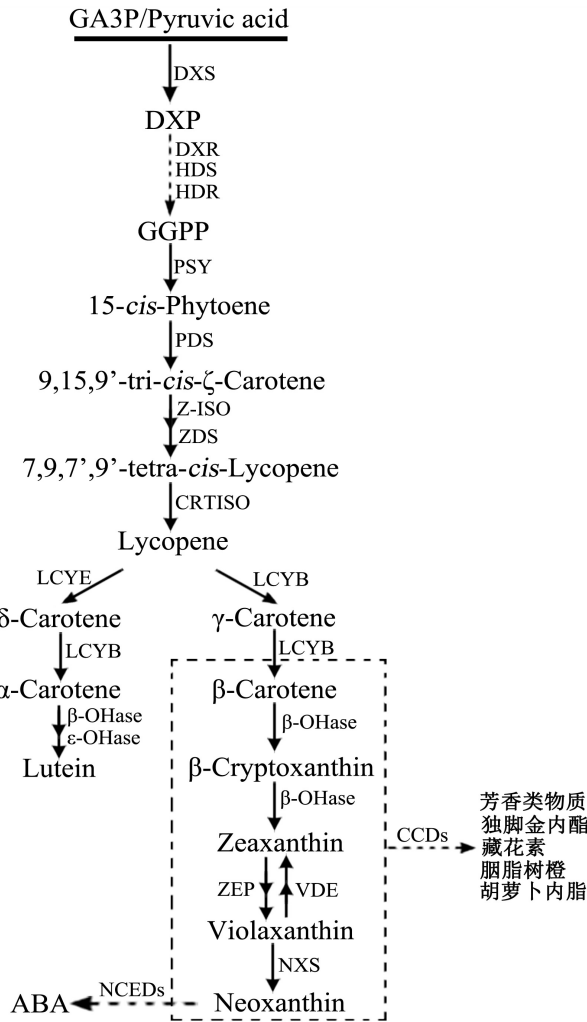 GA3P/Pyruvic acid
DXS
DXP
DXR
HDS
HDR
GGPP
PSY
15-cis-Phytoene
PDS
9,15,9’-tri-cis-ζ-Carotene
Z-ISO
ZDS
7,9,7’,9’-tetra-cis-Lycopene
CRTISO
Lycopene
LCYE
LCYB
δ-Carotene
γ-Carotene
LCYB
LCYB
α-Carotene
β-Carotene
β-OHase
ε-OHase
β-OHase
Lutein
β-Cryptoxanthin
β-OHase
Zeaxanthin
CCDs
芳香类物质
独脚金内酯
藏花素
胭脂树橙
胡萝卜内脂
ZEP
VDE
Violaxanthin
NXS
Neoxanthin
NCEDs
ABA